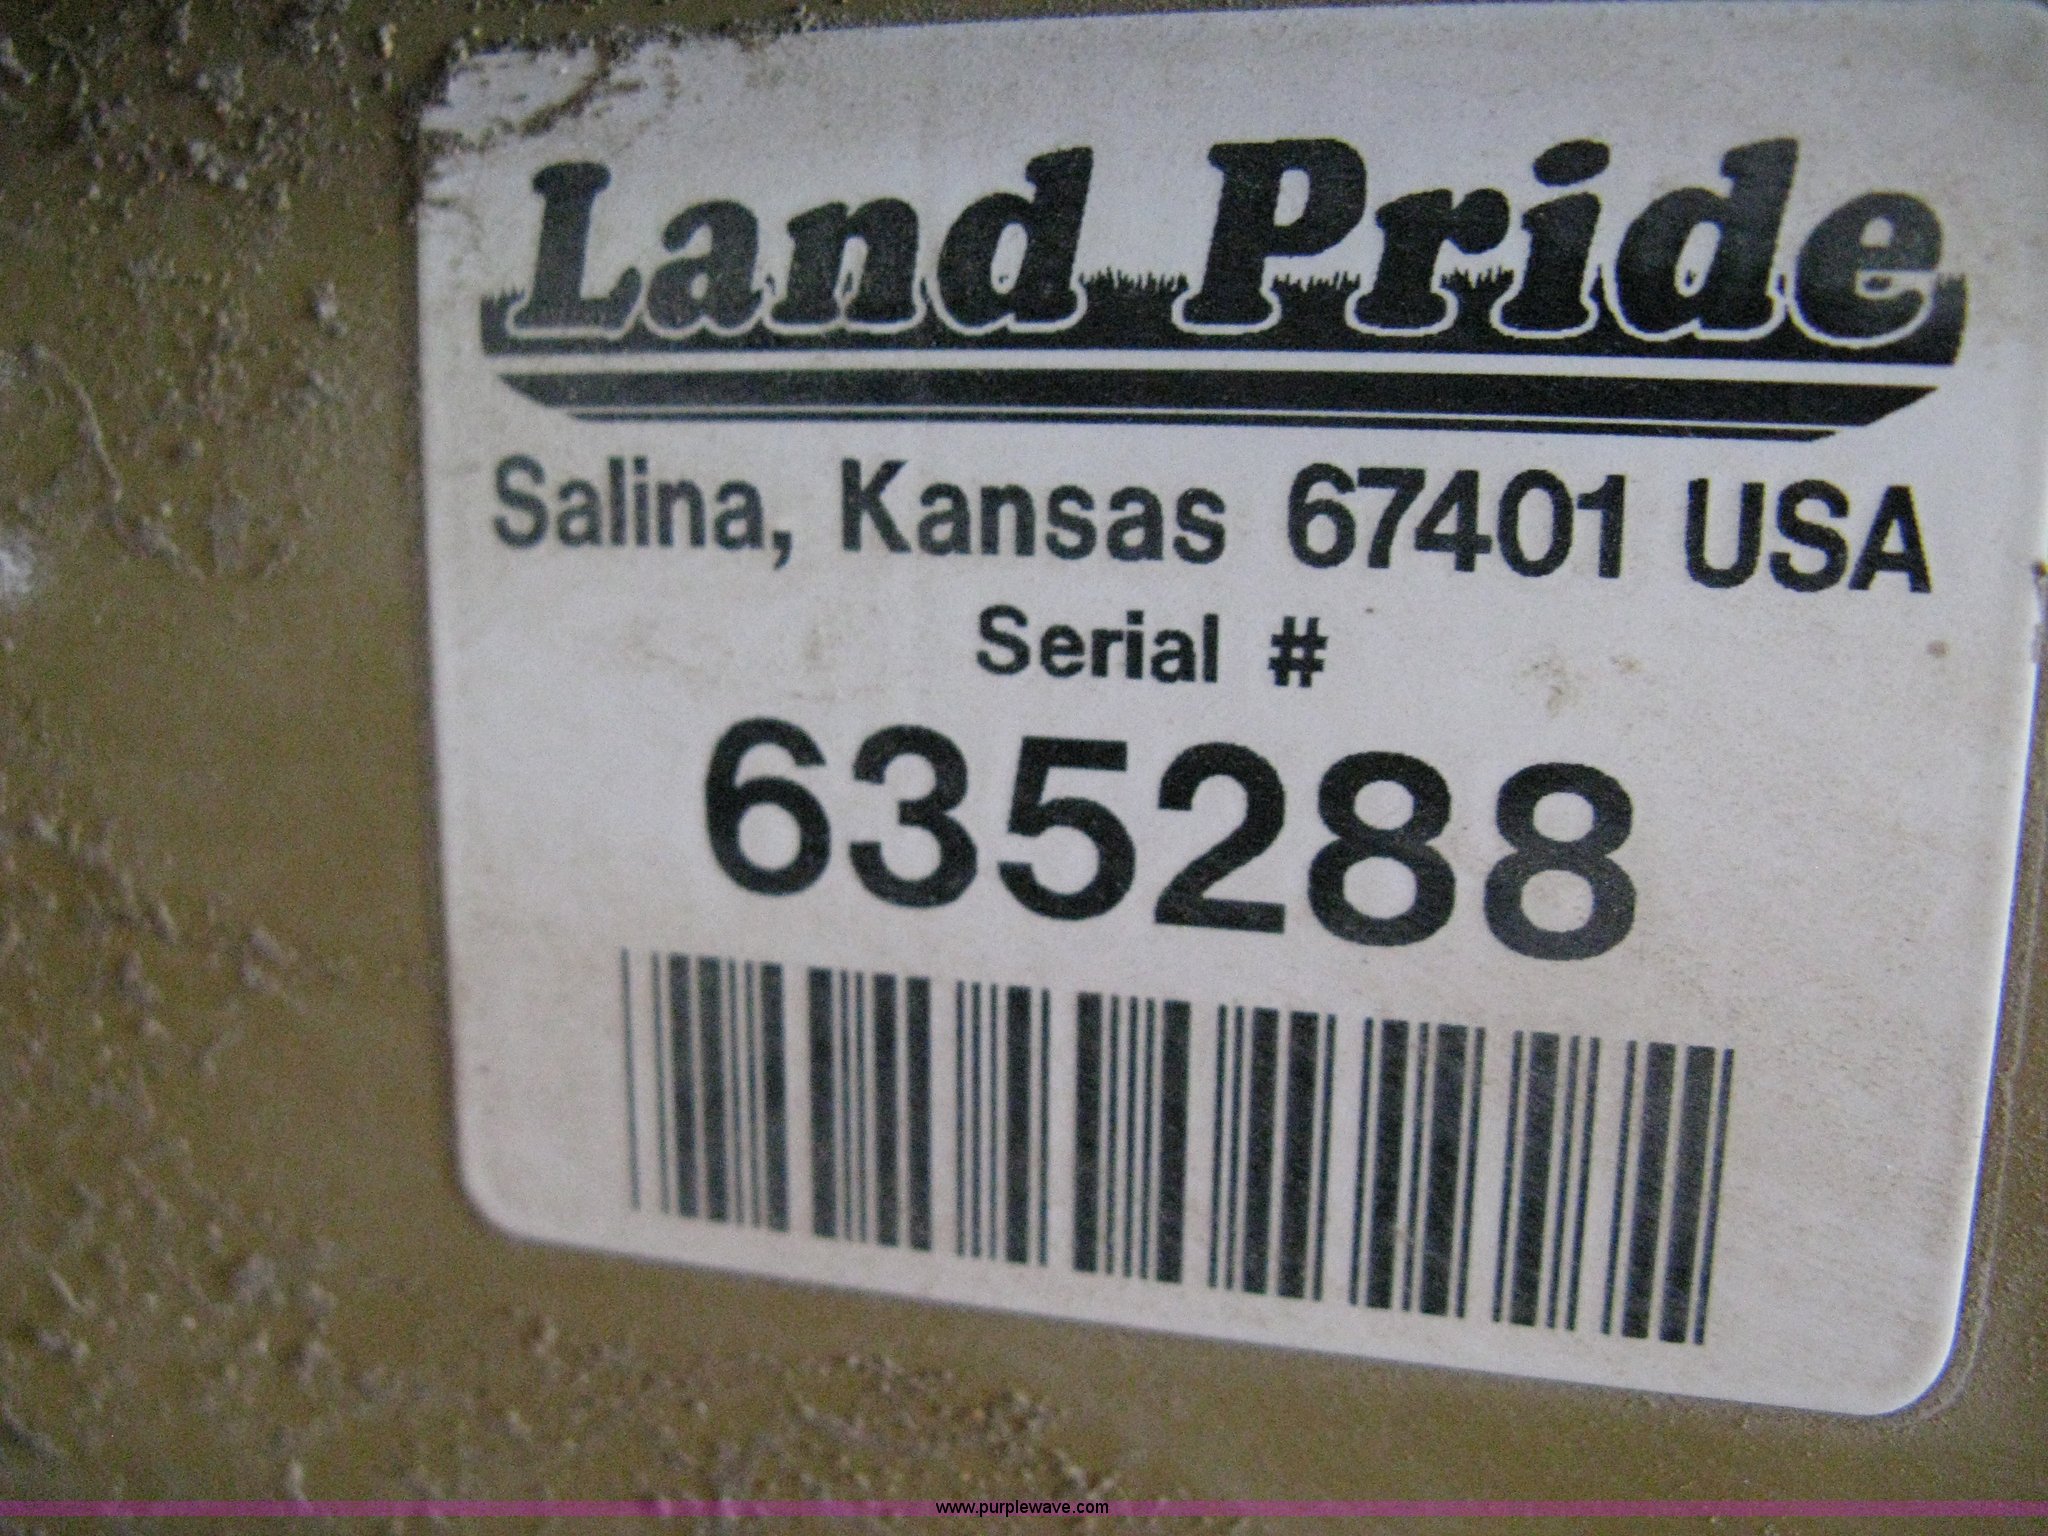 Land Pride
Salina, Kansas 67401 USA
Serial #
635288
www.purplewave.com